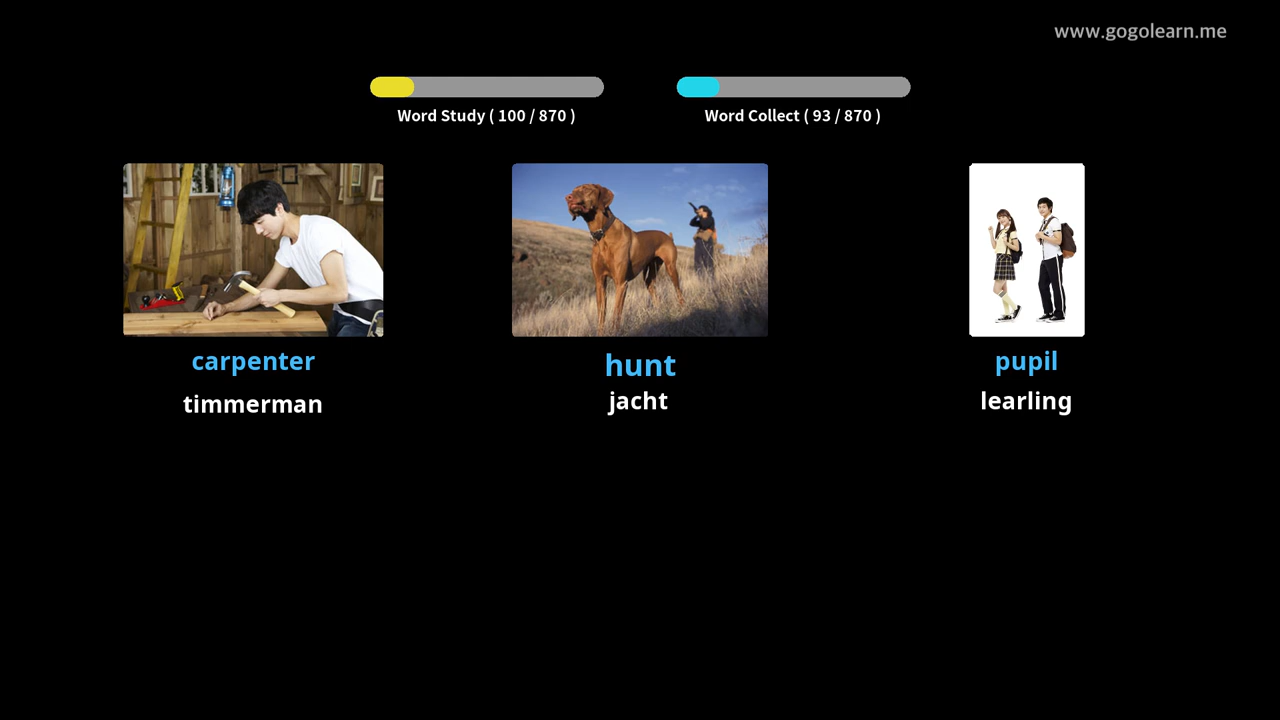 www.gogolearn.me
Word Study ( 100 / 870 )
Word Collect ( 93 / 870 )
carpenter
timmerman
hunt
jacht
pupil
learling